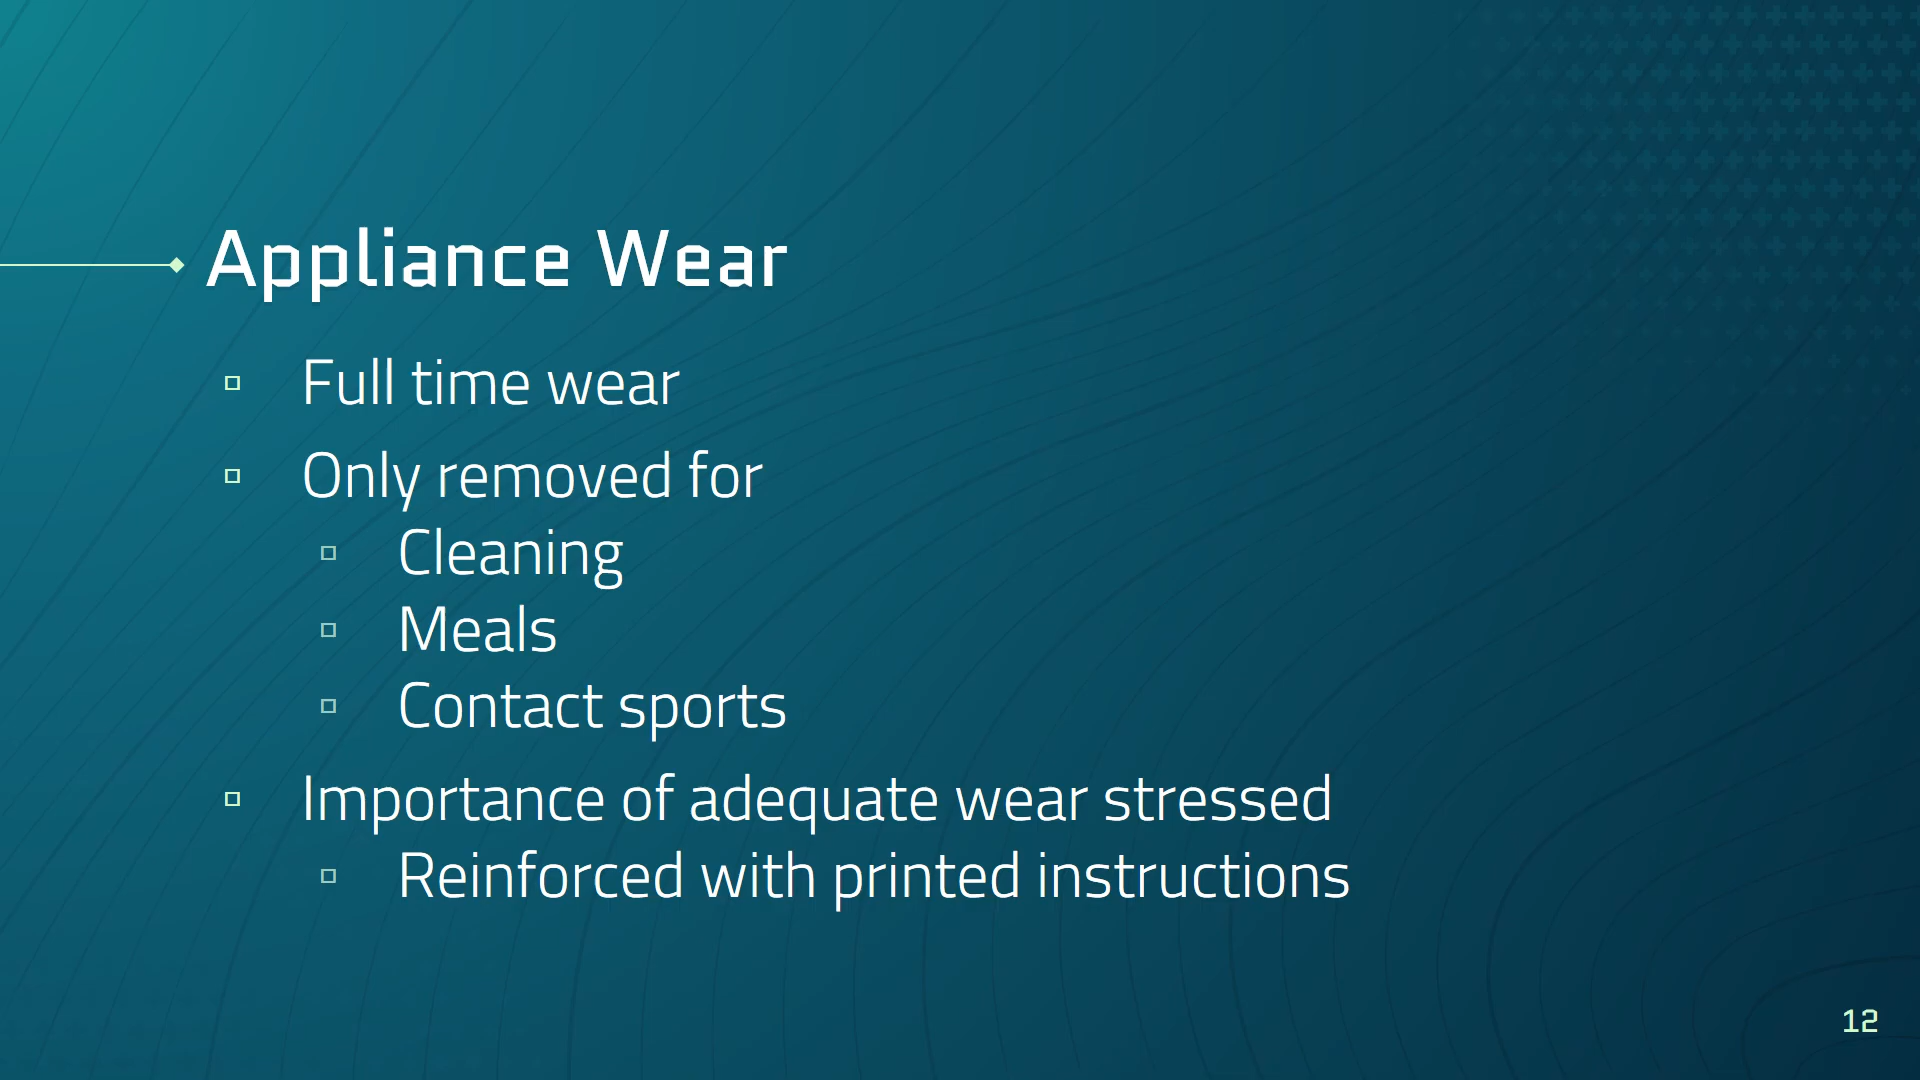 Appliance Wear
Full time wear
Only removed for
Cleaning
Meals
Contact sports
Importance of adequate wear stressed
Reinforced with printed instructions
12